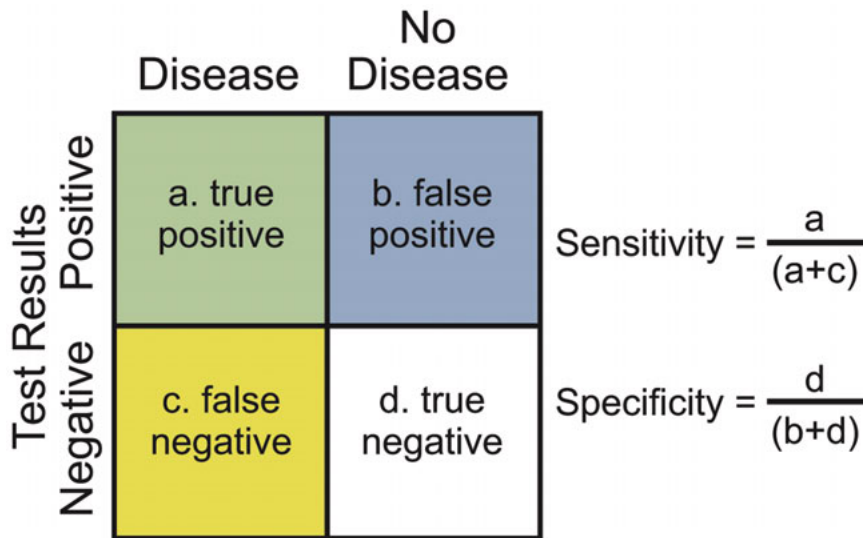 No
Disease Disease
Test Results
Positive
Negative
a. true
positive
b. false
positive
c. false
negative
d. true
negative
Sensitivity = a
(a+c)
Specificity = d
(b+d)